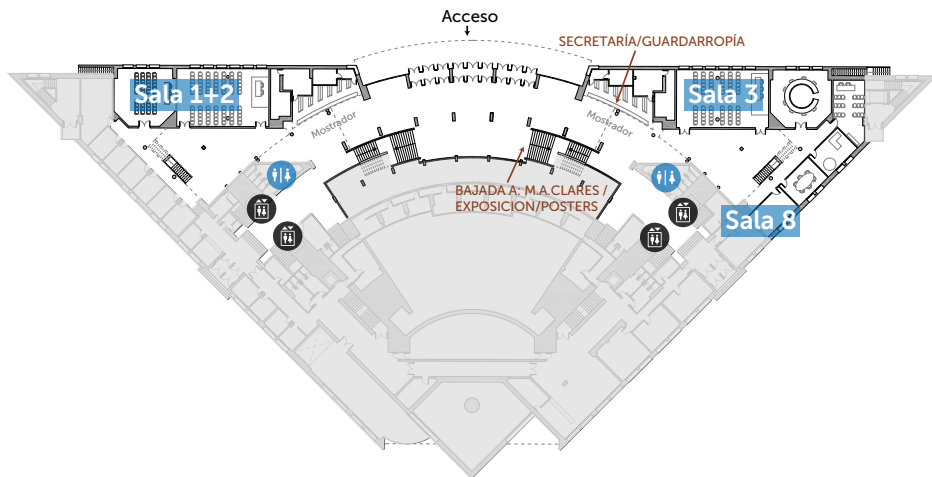 Acceso
SECRETARÍA/GUARDARROPÍA
Sala 1+2
Sala 3
Mostrador
Mostrador
BAJADA A: M.A.CLARES /
EXPOSICION/POSTERS
Sala 8